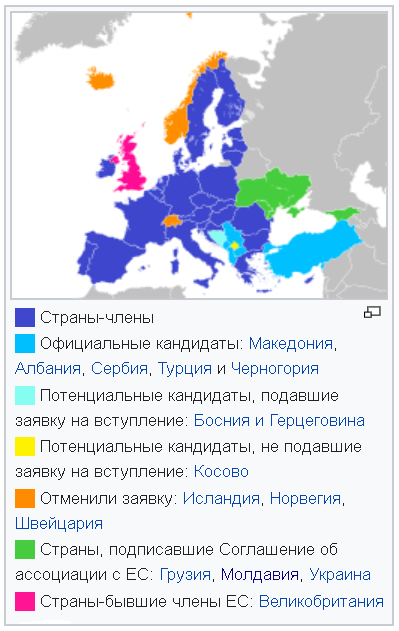 Страны-члены
Официальные кандидаты: Македония,
Албания, Сербия, Турция и Черногория
Потенциальные кандидаты, подавшие
заявку на вступление: Босния и Герцеговина
Потенциальные кандидаты, не подавшие
заявку на вступление: Косово
Отменили заявку: Исландия, Норвегия,
Швейцария
Страны, подписавшие Соглашение об
ассоциации с ЕС: Грузия, Молдавия, Украина
Страны-бывшие члены ЕС: Великобритания